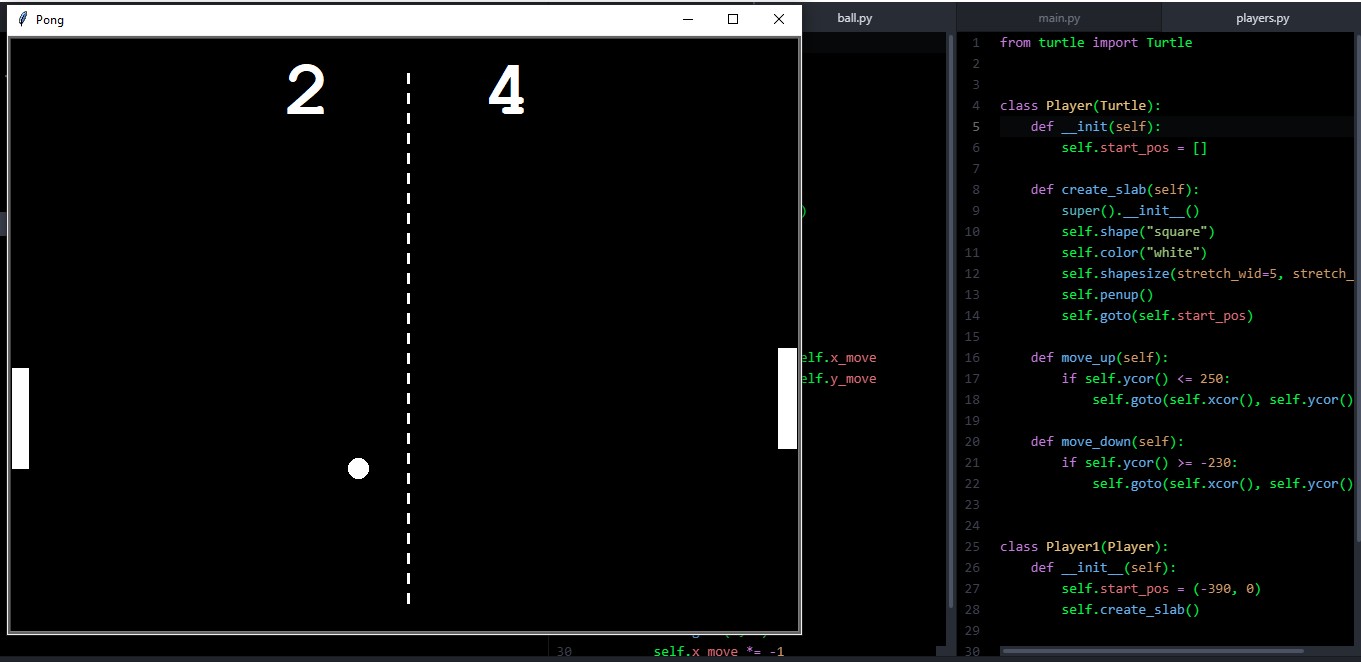 Pong
2 4
ball.py
)
elf.x_move
elf.y_move
30 self.x_move *= -1
main.py
players.py
1 from turtle import Turtle
2
3
4 class Player(Turtle):
5     def __init(self):
6         self.start_pos = []
7
8     def create_slab(self):
9         super().__init__()
10         self.shape("square")
11         self.color("white")
12         self.shapesize(stretch_wid=5, stretch_
13         self.penup()
14         self.goto(self.start_pos)
15
16     def move_up(self):
17         if self.ycor() <= 250:
18             self.goto(self.xcor(), self.ycor()
19
20     def move_down(self):
21         if self.ycor() >= -230:
22             self.goto(self.xcor(), self.ycor()
23
24
25 class Player1(Player):
26     def __init__(self):
27         self.start_pos = (-390, 0)
28         self.create_slab()
29
30